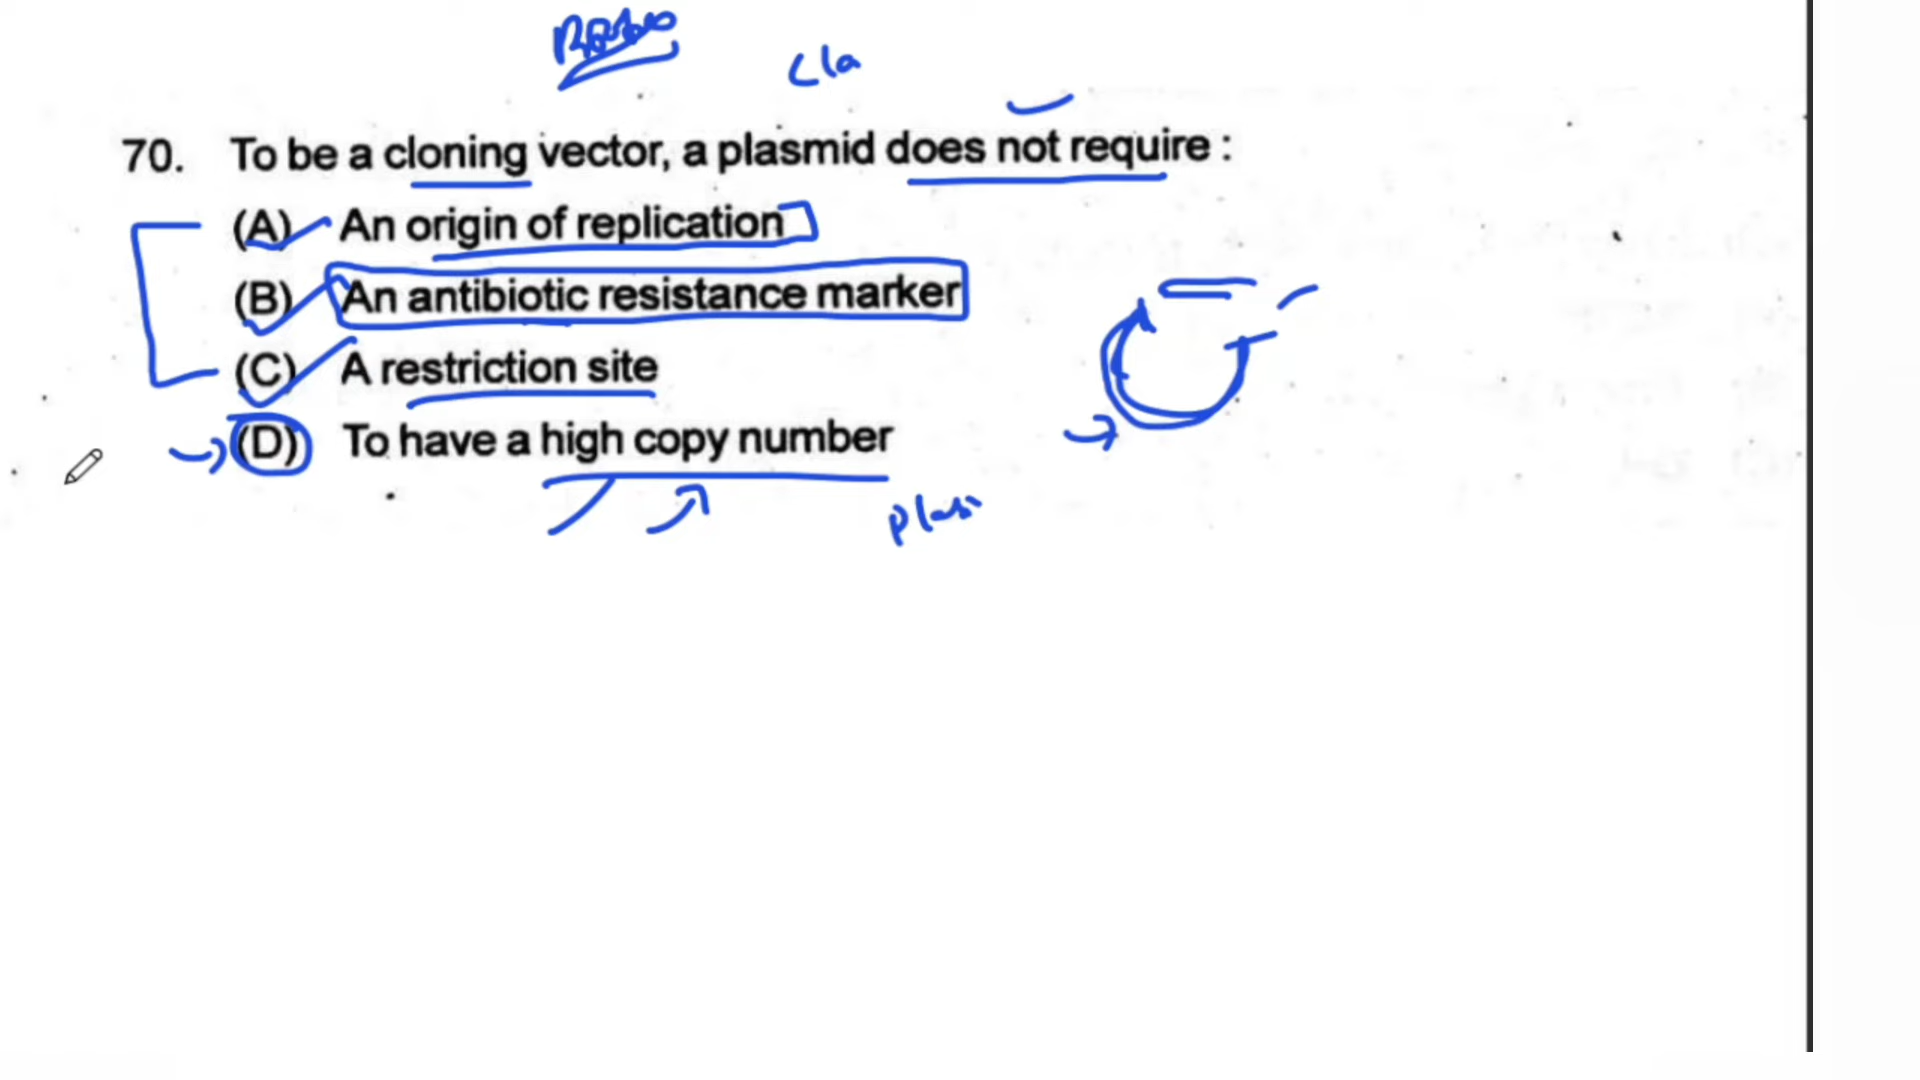 cla
70. To be a cloning vector, a plasmid does not require :
(A) An origin of replication
(B) An antibiotic resistance marker
(C) A restriction site
(D) To have a high copy number